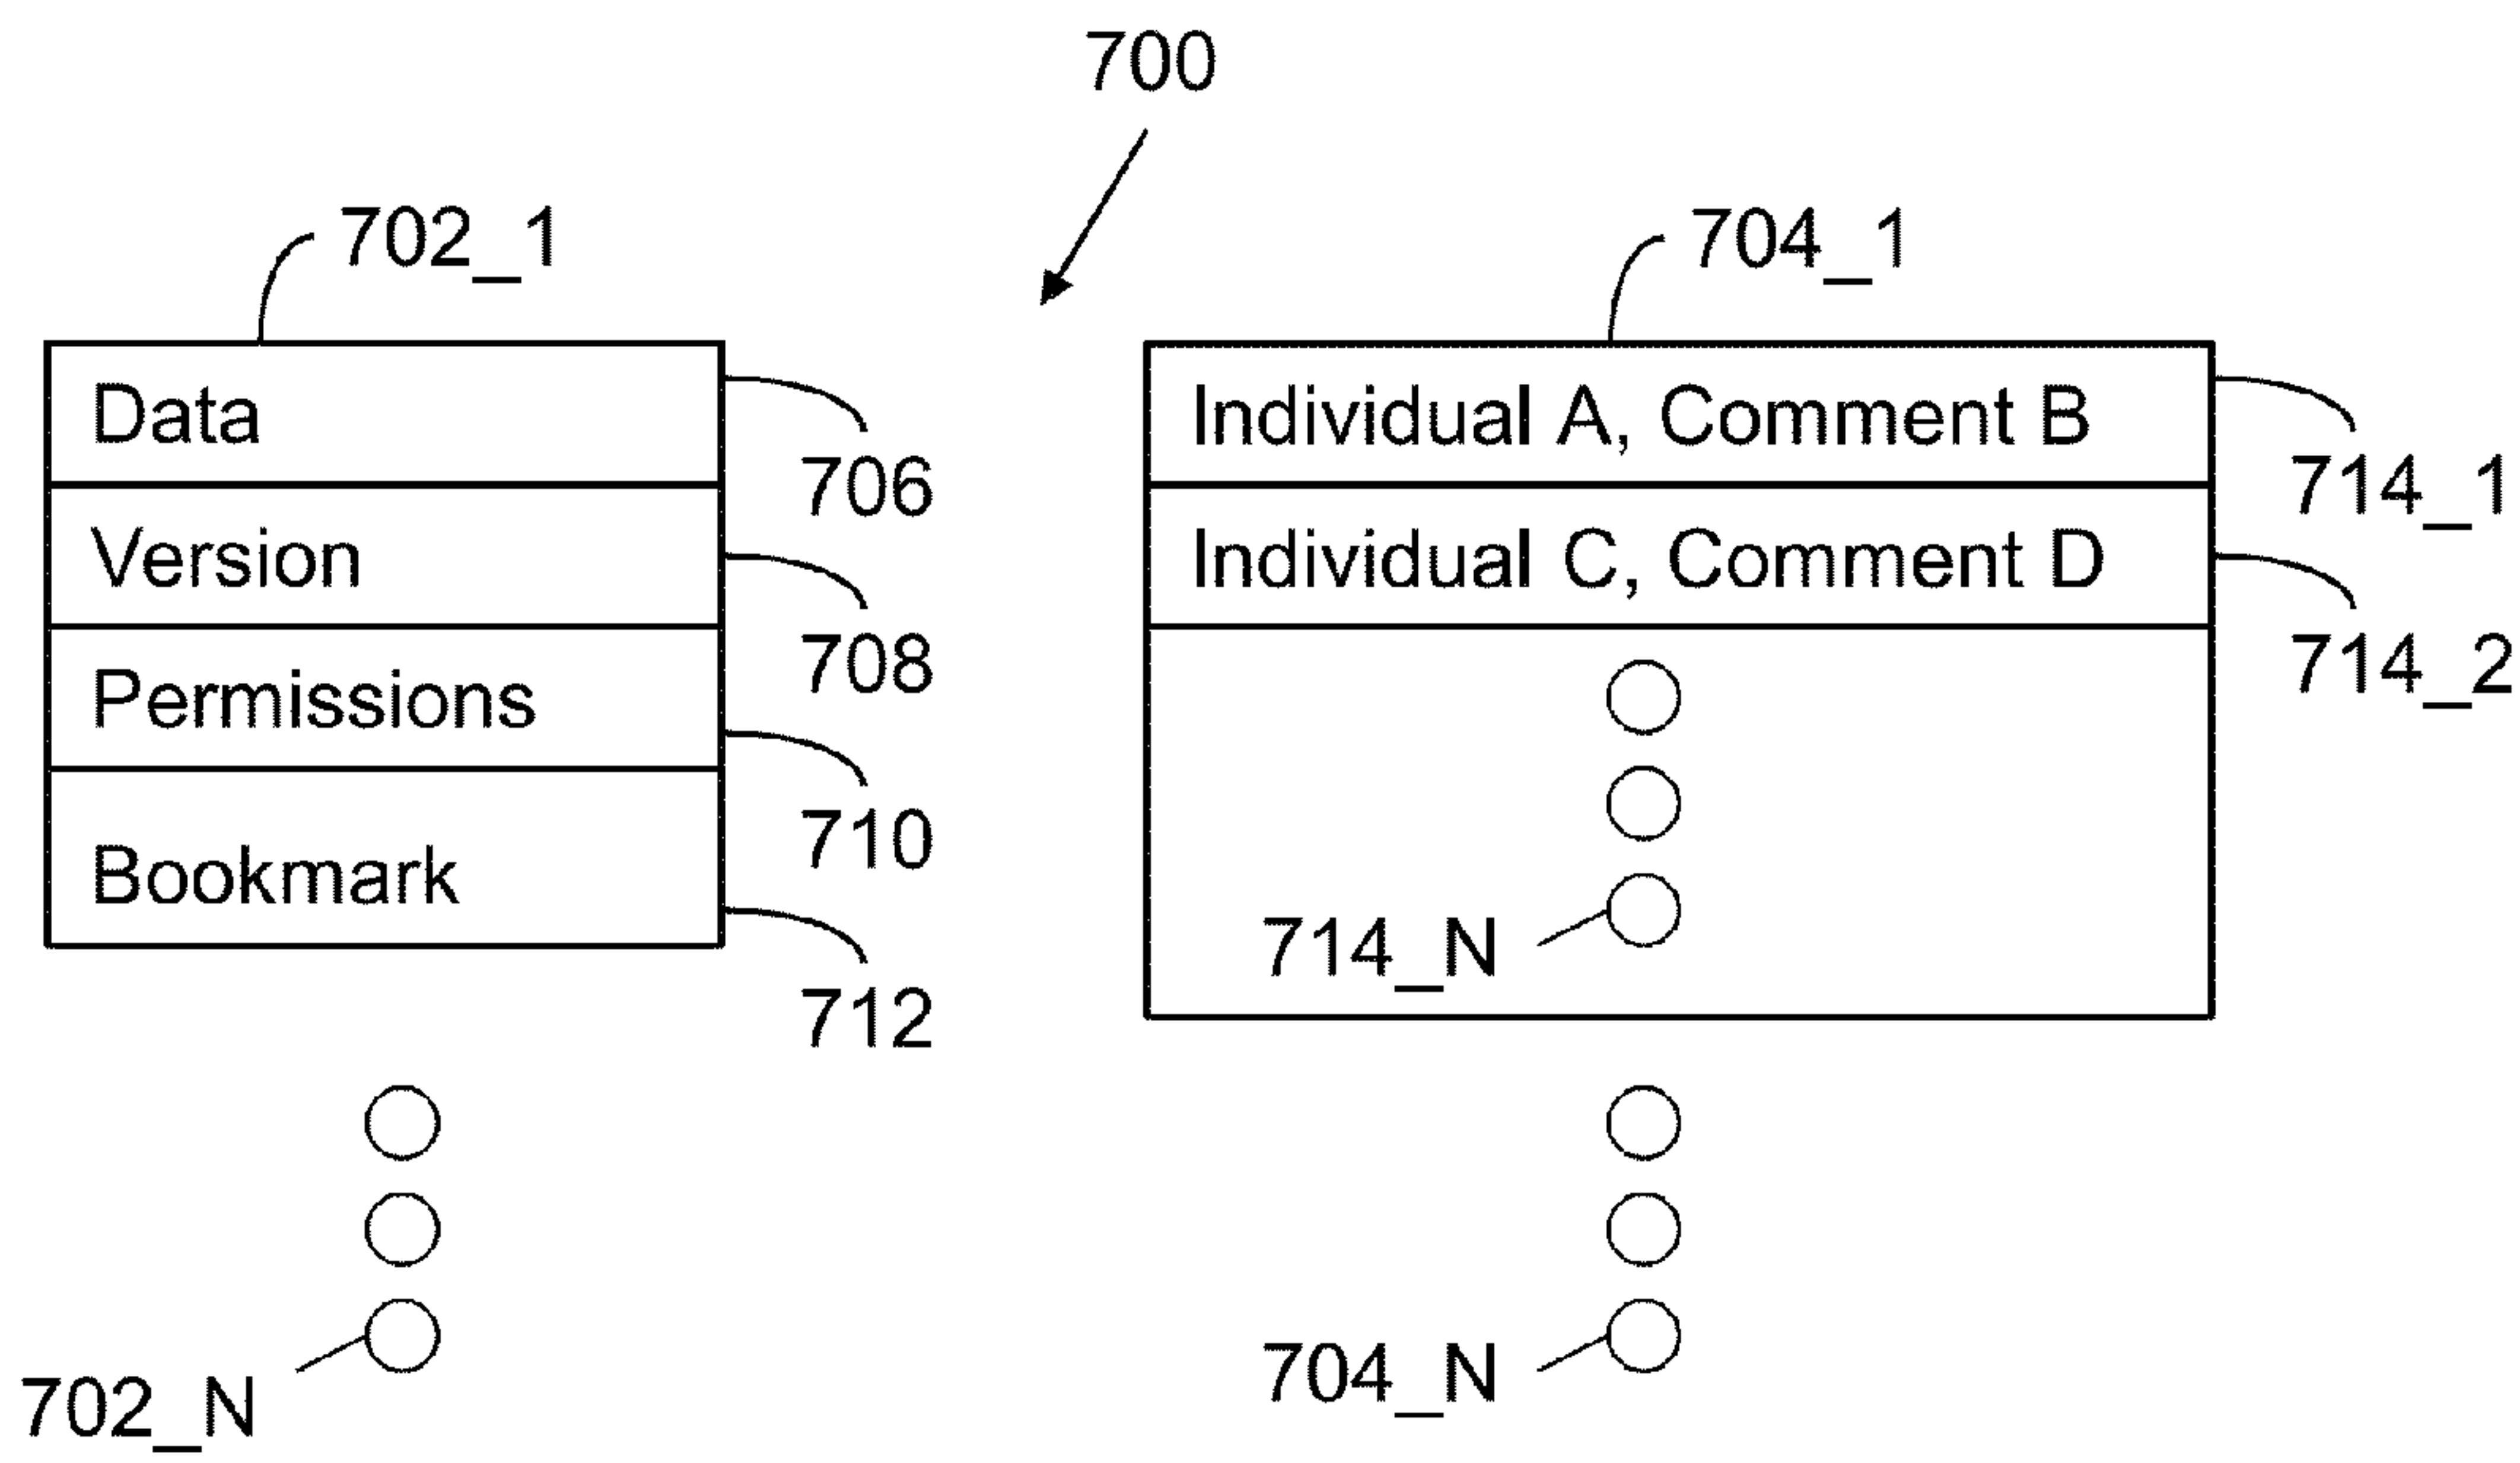 700
702_1
704_1
Data
706
Version
708
Permissions
710
Bookmark
712
702_N
Individual A, Comment B
714_1
Individual C, Comment D
714_2
714_N
704_N